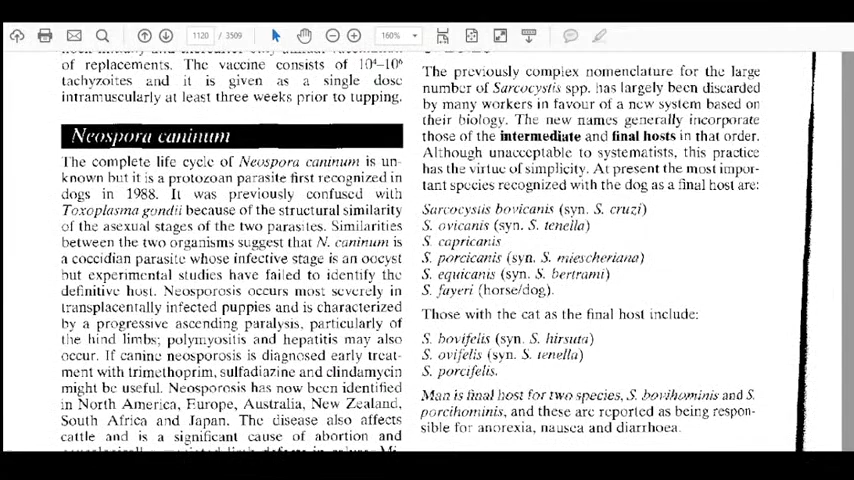 1120 / 3509
160%
of replacements. The vaccine consists of 10⁴–10⁶
tachyzoites and it is given as a single dose
intramuscularly at least three weeks prior to tupping.
Neospora caninum
The complete life cycle of Neospora caninum is un-
known but it is a protozoan parasite first recognized in
dogs in 1988. It was previously confused with
Toxoplasma gondii because of the structural similarity
of the asexual stages of the two parasites. Similarities
between the two organisms suggest that N. caninum is
a coccidian parasite whose infective stage is an oocyst
but experimental studies have failed to identify the
definitive host. Neosporosis occurs most severely in
transplacentally infected puppies and is characterized
by a progressive ascending paralysis, particularly of
the hind limbs; polymyositis and hepatitis may also
occur. If canine neosporosis is diagnosed early treat-
ment with trimethoprim, sulfadiazine and clindamycin
might be useful. Neosporosis has now been identified
in North America, Europe, Australia, New Zealand,
South Africa and Japan. The disease also affects
cattle and is a significant cause of abortion and
The previously complex nomenclature for the large
number of Sarcocystis spp. has largely been discarded
by many workers in favour of a new system based on
their biology. The new names generally incorporate
those of the intermediate and final hosts in that order.
Although unacceptable to systematists, this practice
has the virtue of simplicity. At present the most impor-
tant species recognized with the dog as a final host are:
Sarcocystis bovicanis (syn. S. cruzi)
S. ovicanis (syn. S. tenella)
S. capricanis
S. porcicanis (syn. S. miescheriana)
S. equicanis (syn. S. bertrami)
S. fayeri (horse/dog).
Those with the cat as the final host include:
S. bovifelis (syn. S. hirsuta)
S. ovifelis (syn. S. tenella)
S. porcifelis.
Man is final host for two species, S. bovihominis and S.
porcihominis, and these are reported as being respon-
sible for anorexia, nausea and diarrhoea.